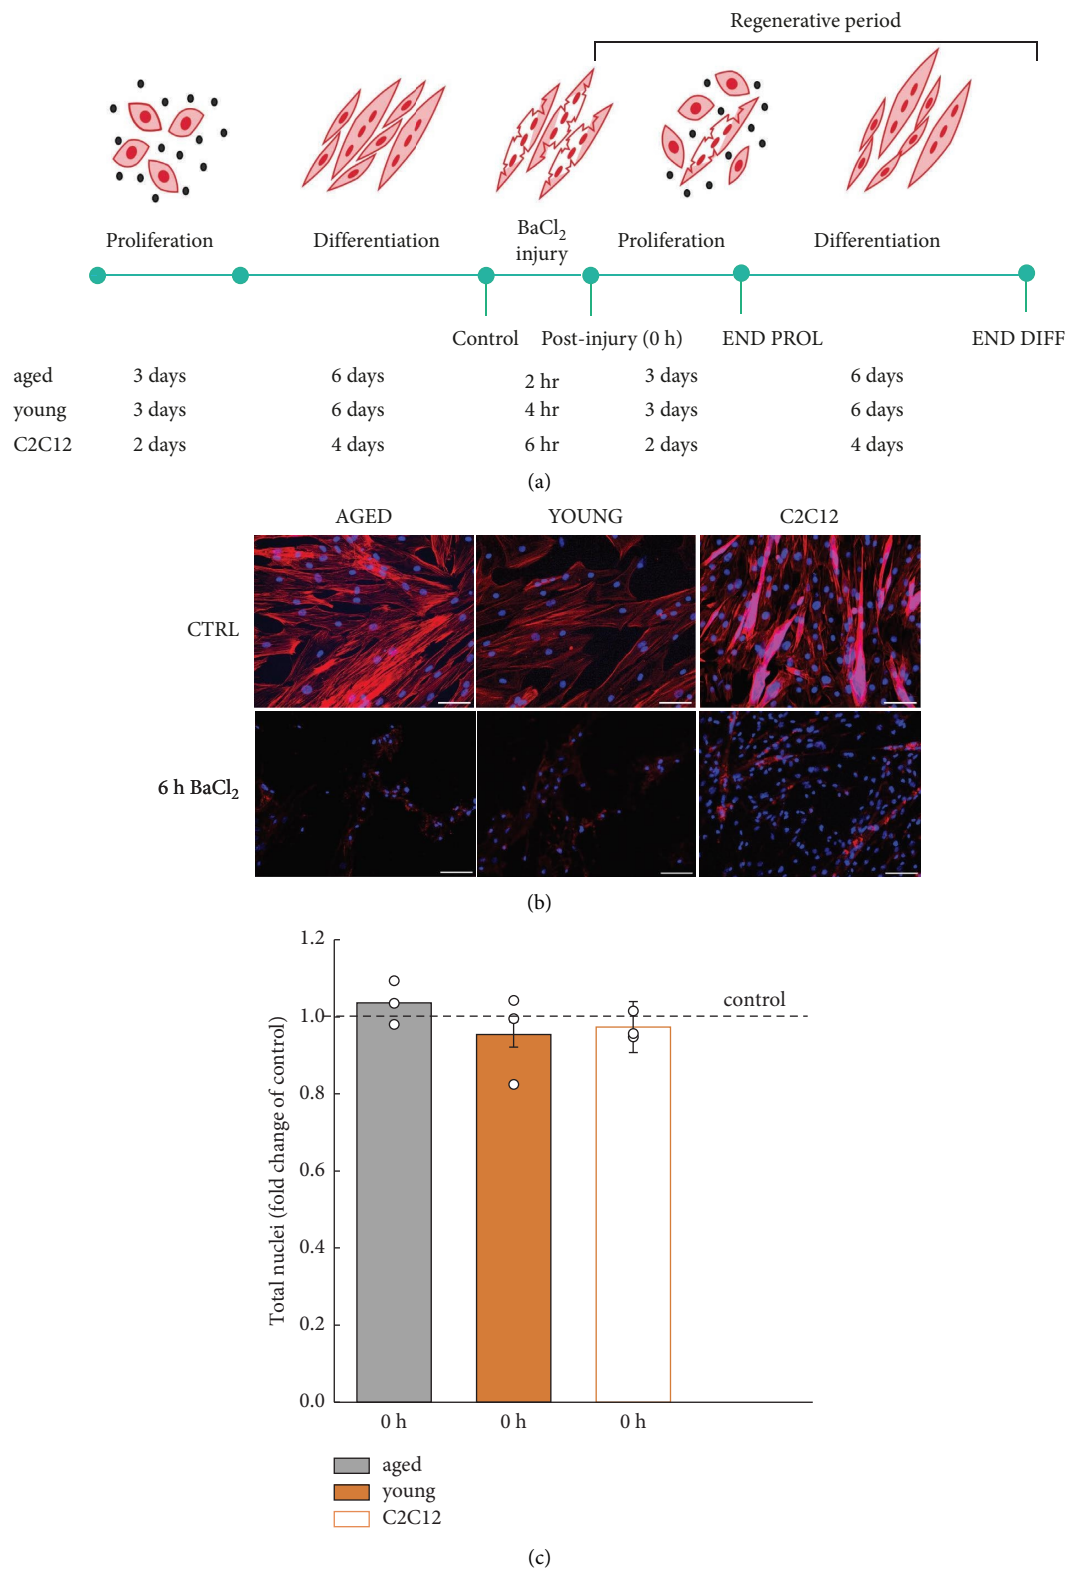 Regenerative period
Proliferation
Differentiation
BaCl2
injury
Proliferation
Differentiation
Control
Post-injury (0 h)
END PROL
END DIFF
aged 3 days 6 days 2 hr 3 days 6 days
young 3 days 6 days 4 hr 3 days 6 days
C2C12 2 days 4 days 6 hr 2 days 4 days
(a)
AGED YOUNG C2C12
CTRL
6 h BaCl2
(b)
Total nuclei (fold change of control)
1.2
1.0
0.8
0.6
0.4
0.2
0.0
control
0 h 0 h 0 h
aged
young
C2C12
(c)